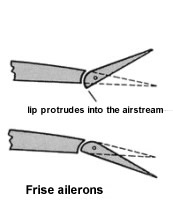 lip protrudes into the airstream
Frise ailerons